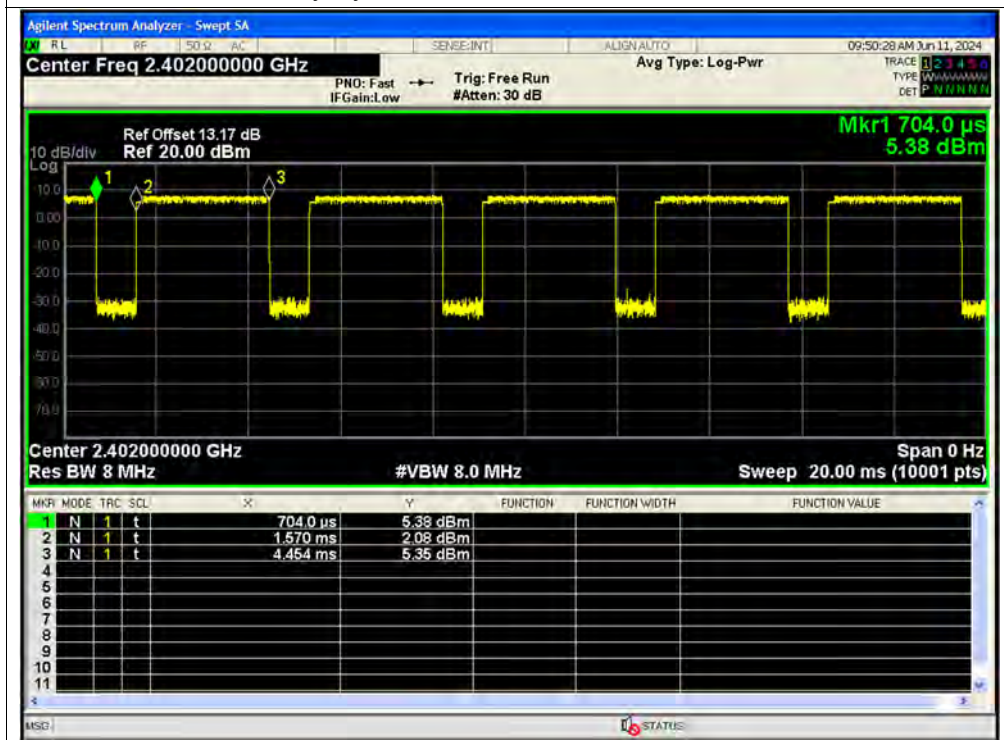 Agilent Spectrum Analyzer - Swept SA
RL RF 50 Ω AC SENSE:INT ALIGN AUTO 09:50:28 AM Jun 11, 2024
Center Freq 2.402000000 GHz Avg Type: Log-Pwr TRACE 1 2 3 4 5 6
PNO: Fast Trig: Free Run TYPE W
IFGain:Low #Atten: 30 dB DET P N N N N N
Mkr1 704.0 µs
5.38 dBm
Ref Offset 13.17 dB
10 dB/div Ref 20.00 dBm
Log
1 2 3
10.0
0.00
-10.0
-20.0
-30.0
-40.0
-50.0
-60.0
-70.0
Center 2.402000000 GHz Span 0 Hz
Res BW 8 MHz #VBW 8.0 MHz Sweep 20.00 ms (10001 pts)
MKR MODE TRC SCL X Y FUNCTION FUNCTION WIDTH FUNCTION VALUE
1 N 1 t 704.0 µs 5.38 dBm
2 N 1 t 1.570 ms 2.08 dBm
3 N 1 t 4.454 ms 5.35 dBm
4
5
6
7
8
9
10
11
MSG STATUS